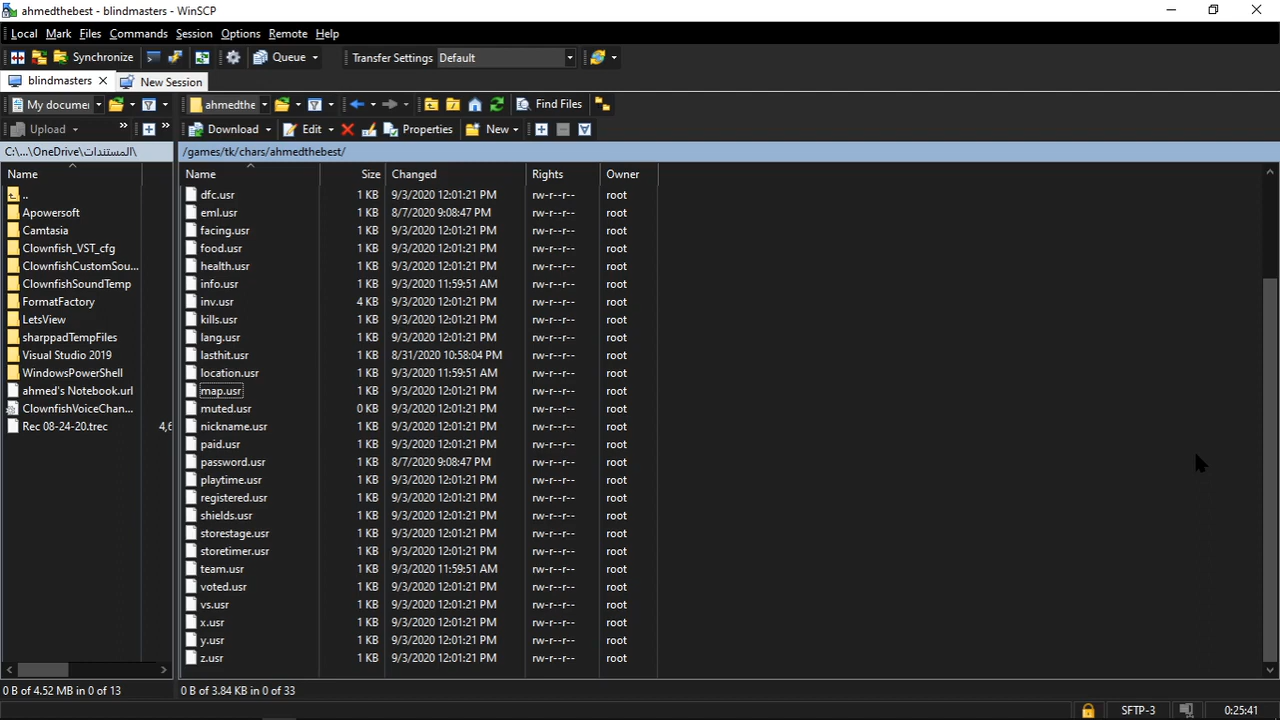 ahmedthebest - blindmasters - WinSCP
Local Mark Files Commands Session Options Remote Help
Synchronize Queue Transfer Settings Default
blindmasters New Session
My docume ahmedthe Find Files
Upload Download Edit Properties New
C:\...\OneDrive\المستندات\ /games/tk/chars/ahmedthebest/
Name Name Size Changed Rights Owner
.. dfc.usr 1 KB 9/3/2020 12:01:21 PM rw-r--r-- root
Apowersoft eml.usr 1 KB 8/7/2020 9:08:47 PM rw-r--r-- root
Camtasia facing.usr 1 KB 9/3/2020 12:01:21 PM rw-r--r-- root
Clownfish_VST_cfg food.usr 1 KB 9/3/2020 12:01:21 PM rw-r--r-- root
ClownfishCustomSou... health.usr 1 KB 9/3/2020 12:01:21 PM rw-r--r-- root
ClownfishSoundTemp info.usr 1 KB 9/3/2020 11:59:51 AM rw-r--r-- root
FormatFactory inv.usr 4 KB 9/3/2020 12:01:21 PM rw-r--r-- root
LetsView kills.usr 1 KB 9/3/2020 12:01:21 PM rw-r--r-- root
sharppadTempFiles lang.usr 1 KB 9/3/2020 12:01:21 PM rw-r--r-- root
Visual Studio 2019 lasthit.usr 1 KB 8/31/2020 10:58:04 PM rw-r--r-- root
WindowsPowerShell location.usr 1 KB 9/3/2020 11:59:51 AM rw-r--r-- root
ahmed's Notebook.url map.usr 1 KB 9/3/2020 12:01:21 PM rw-r--r-- root
ClownfishVoiceChan... muted.usr 0 KB 9/3/2020 12:01:21 PM rw-r--r-- root
Rec 08-24-20.trec 4,6 nickname.usr 1 KB 9/3/2020 12:01:21 PM rw-r--r-- root
paid.usr 1 KB 9/3/2020 12:01:21 PM rw-r--r-- root
password.usr 1 KB 8/7/2020 9:08:47 PM rw-r--r-- root
playtime.usr 1 KB 9/3/2020 12:01:21 PM rw-r--r-- root
registered.usr 1 KB 9/3/2020 12:01:21 PM rw-r--r-- root
shields.usr 1 KB 9/3/2020 12:01:21 PM rw-r--r-- root
storestage.usr 1 KB 9/3/2020 12:01:21 PM rw-r--r-- root
storetimer.usr 1 KB 9/3/2020 12:01:21 PM rw-r--r-- root
team.usr 1 KB 9/3/2020 11:59:51 AM rw-r--r-- root
voted.usr 1 KB 9/3/2020 12:01:21 PM rw-r--r-- root
vs.usr 1 KB 9/3/2020 12:01:21 PM rw-r--r-- root
x.usr 1 KB 9/3/2020 12:01:21 PM rw-r--r-- root
y.usr 1 KB 9/3/2020 12:01:21 PM rw-r--r-- root
z.usr 1 KB 9/3/2020 12:01:21 PM rw-r--r-- root
0 B of 4.52 MB in 0 of 13 0 B of 3.84 KB in 0 of 33
SFTP-3 0:25:41